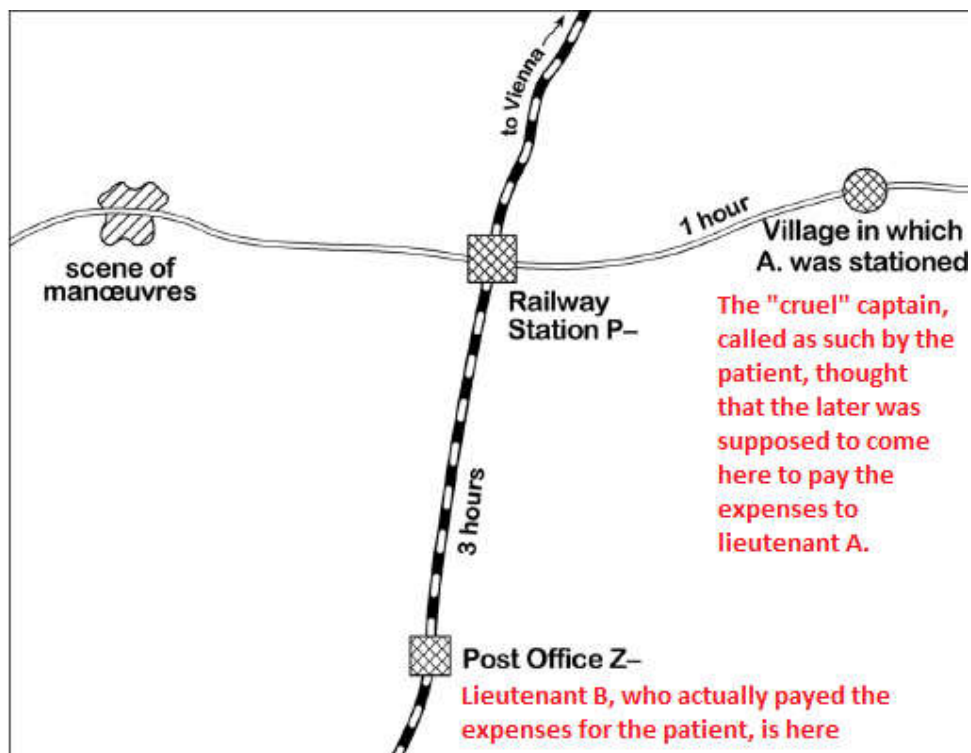 to Vienna
1 hour
scene of
manœuvres
Village in which
A. was stationed
Railway
Station P–
The "cruel" captain,
called as such by the
patient, thought
that the later was
supposed to come
here to pay the
expenses to
lieutenant A.
3 hours
Post Office Z–
Lieutenant B, who actually payed the
expenses for the patient, is here